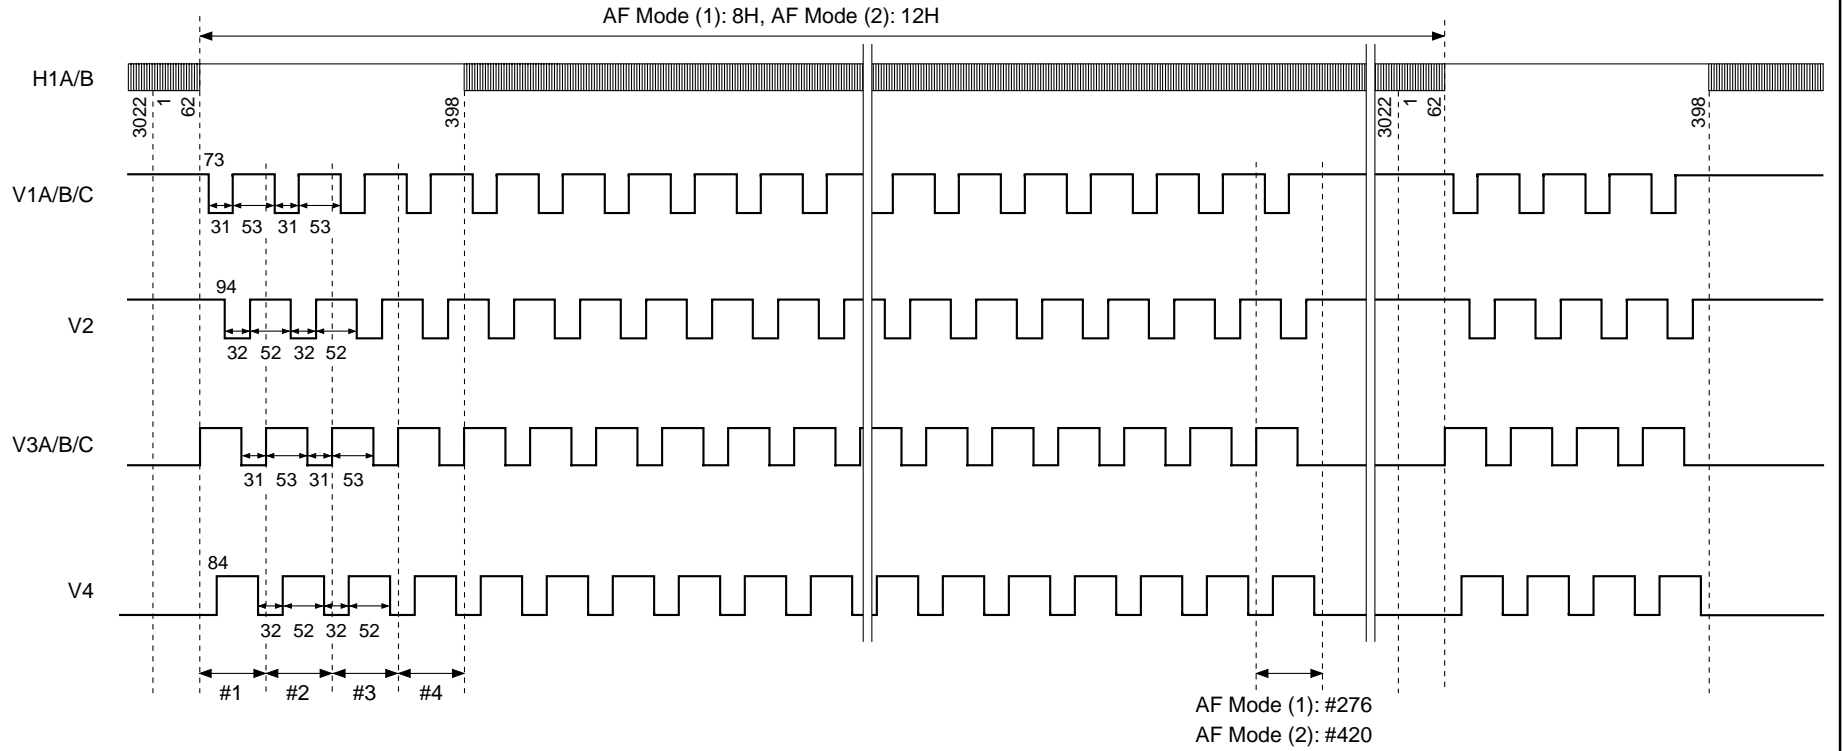 AF Mode (1): 8H, AF Mode (2): 12H
H1A/B
3022
1
62
398
3022
1
62
398
V1A/B/C
73
31 53 31 53
V2
94
32 52 32 52
V3A/B/C
31 53 31 53
V4
84
32 52 32 52
#1 #2 #3 #4
AF Mode (1): #276
AF Mode (2): #420